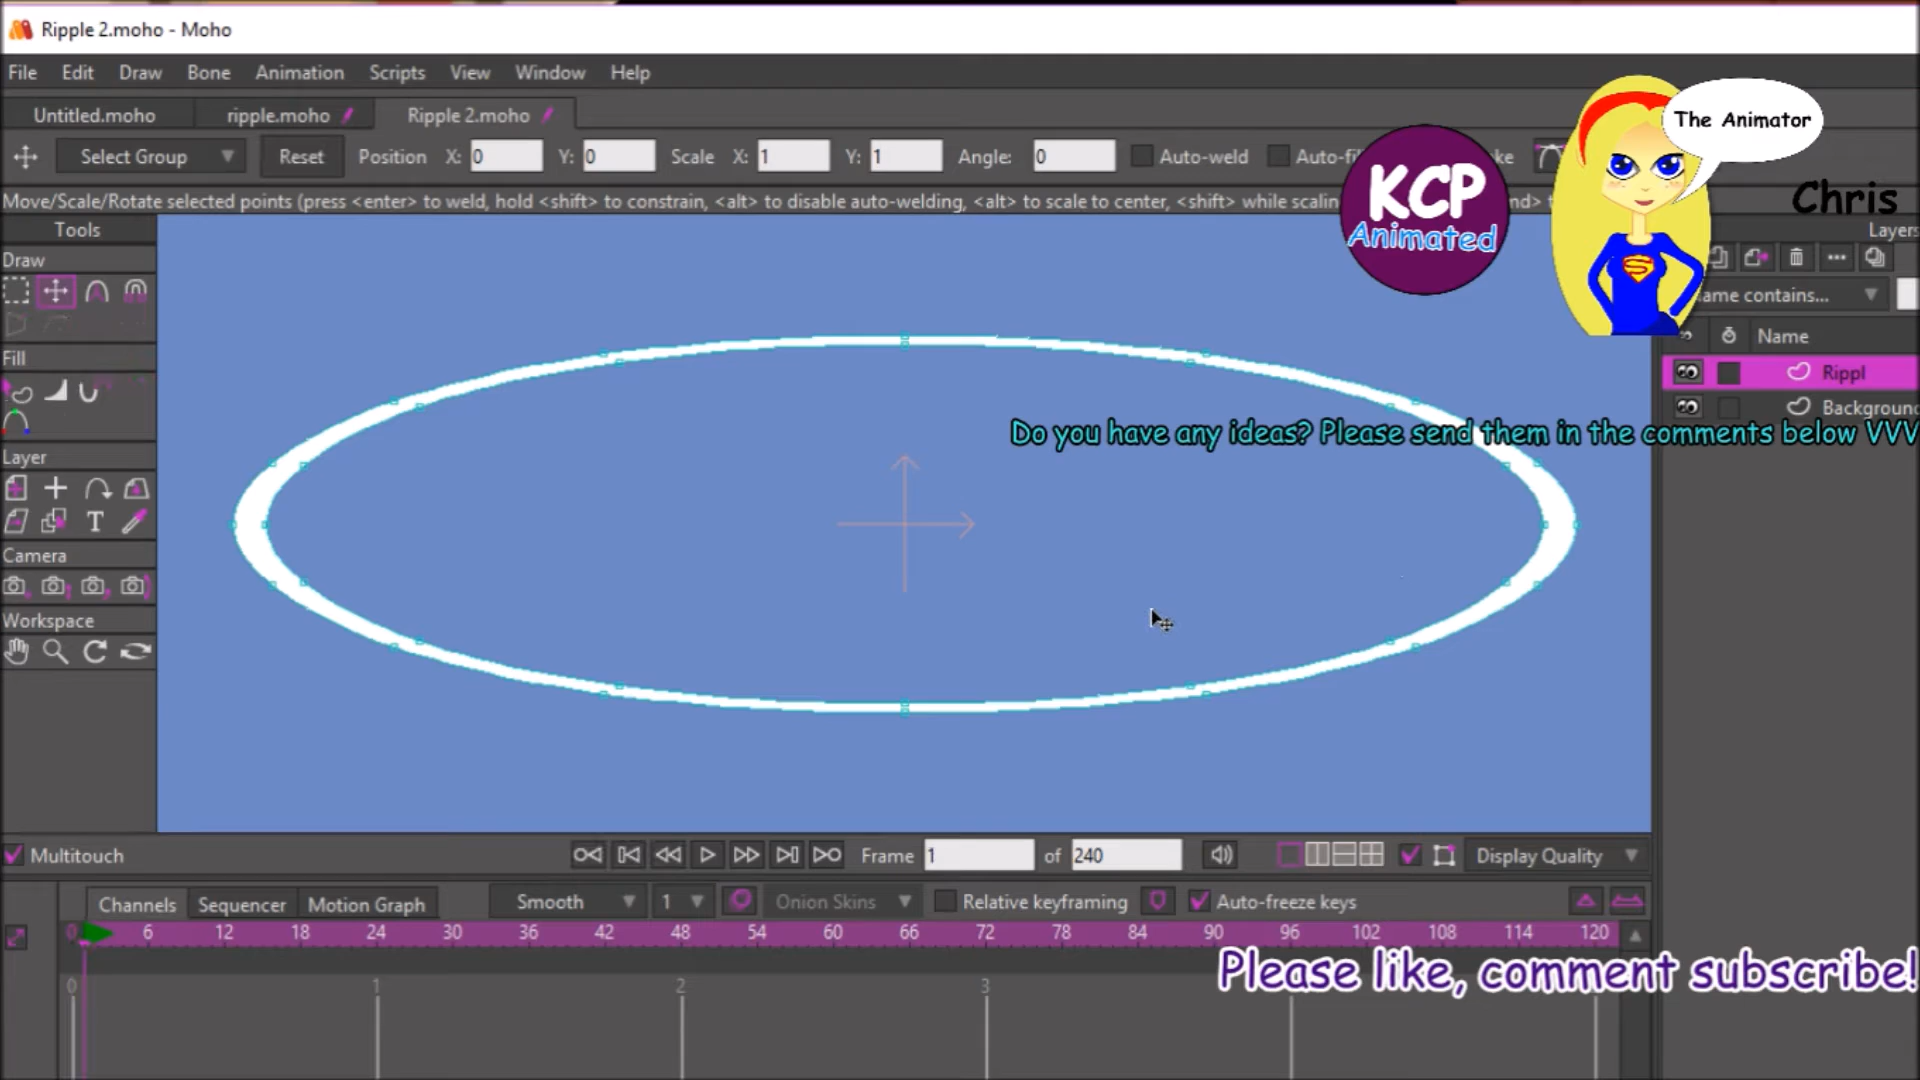 Ripple 2.moho - Moho
File Edit Draw Bone Animation Scripts View Window Help
Untitled.moho ripple.moho Ripple 2.moho
Select Group Reset Position X: 0 Y: 0 Scale X: 1 Y: 1 Angle: 0 Auto-weld Auto-fi ke
Move/Scale/Rotate selected points (press <enter> to weld, hold <shift> to constrain, <alt> to disable auto-welding, <alt> to scale to center, <shift> while scalin nd> t
The Animator
KCP
Animated
Chris
S
Tools
Layers
Draw
ame contains...
Name
Fill
Rippl
Background
Do you have any ideas? Please send them in the comments below VVV
Layer
T
Camera
Workspace
Multitouch Frame 1 of 240 Display Quality
Channels Sequencer Motion Graph Smooth 1 Onion Skins Relative keyframing Auto-freeze keys
0 6 12 18 24 30 36 42 48 54 60 66 72 78 84 90 96 102 108 114 120
Please like, comment subscribe!
0 1 2 3